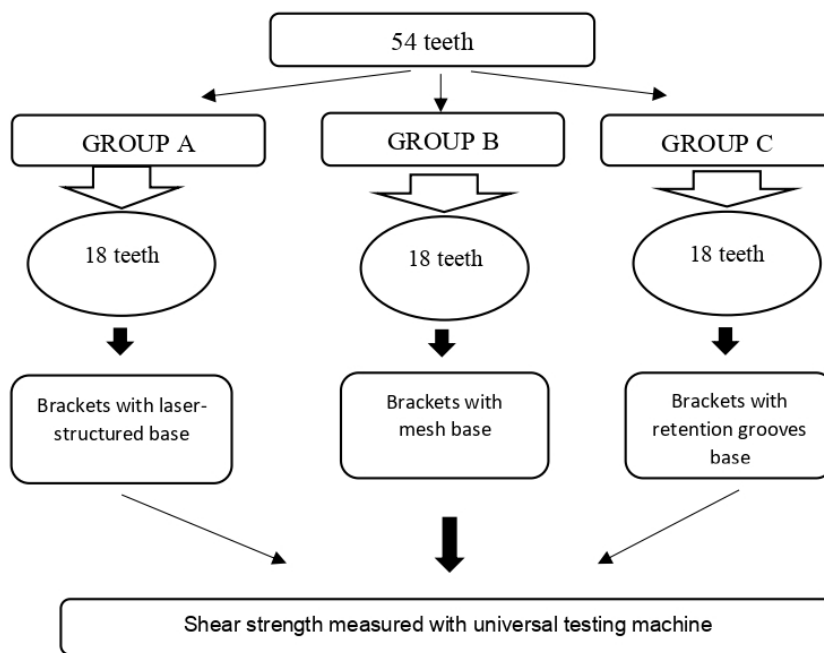 54 teeth
GROUP A
GROUP B
GROUP C
18 teeth
18 teeth
18 teeth
Brackets with laser-
structured base
Brackets with
mesh base
Brackets with
retention grooves
base
Shear strength measured with universal testing machine